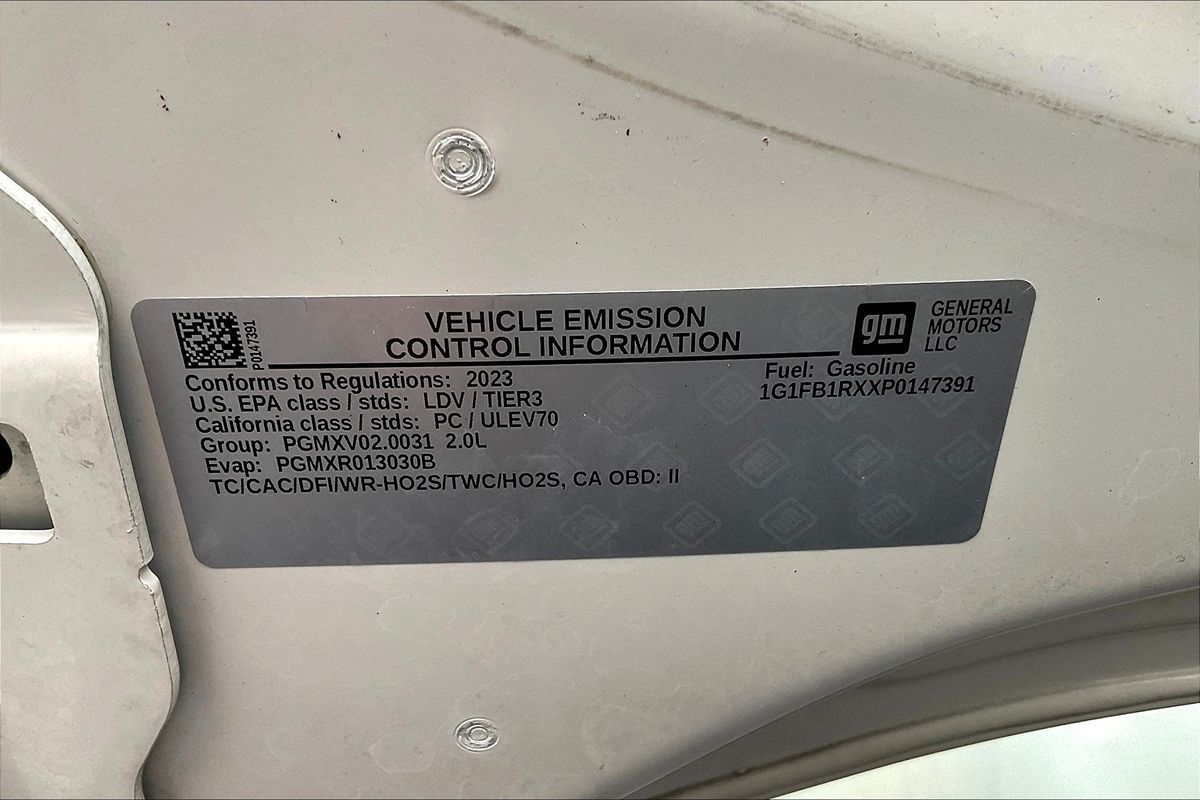 P0147391
VEHICLE EMISSION
CONTROL INFORMATION
gm
GENERAL
MOTORS
LLC
Conforms to Regulations: 2023
U.S. EPA class / stds: LDV / TIER3
California class / stds: PC / ULEV70
Group: PGMXV02.0031 2.0L
Evap: PGMXR013030B
TC/CAC/DFI/WR-HO2S/TWC/HO2S, CA OBD: II
Fuel: Gasoline
1G1FB1RXXP0147391